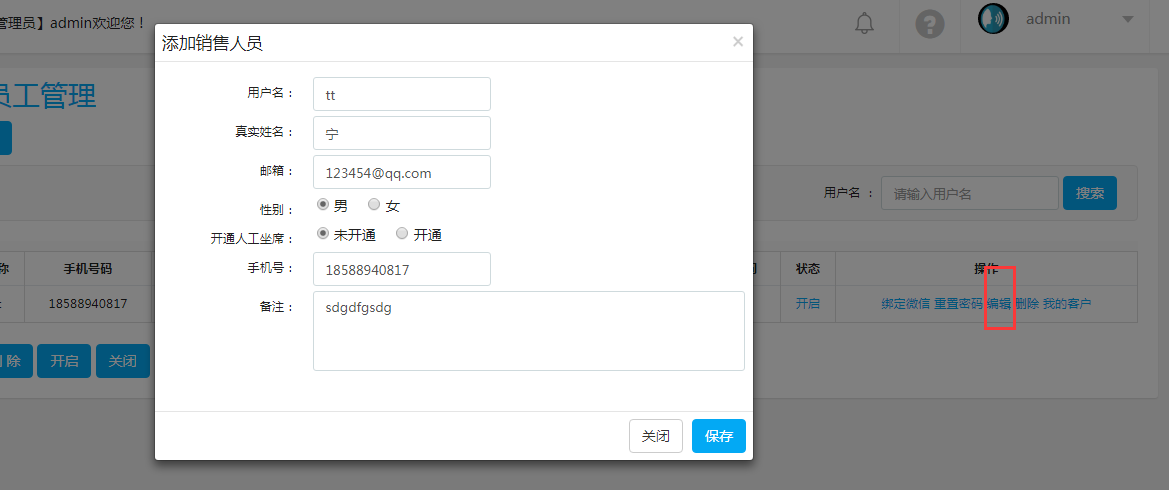 管理员】admin欢迎您！
admin
添加销售人员
×
员工管理
用户名：
tt
真实姓名：
宁
邮箱：
123454@qq.com
性别：
男
女
开通人工坐席：
未开通
开通
手机号：
18588940817
备注：
sdgdfgsdg
关闭
保存
用户名 ：
请输入用户名
搜索
称
手机号码
状态
操作
18588940817
开启
绑定微信 重置密码 编辑 删除 我的客户
除
开启
关闭